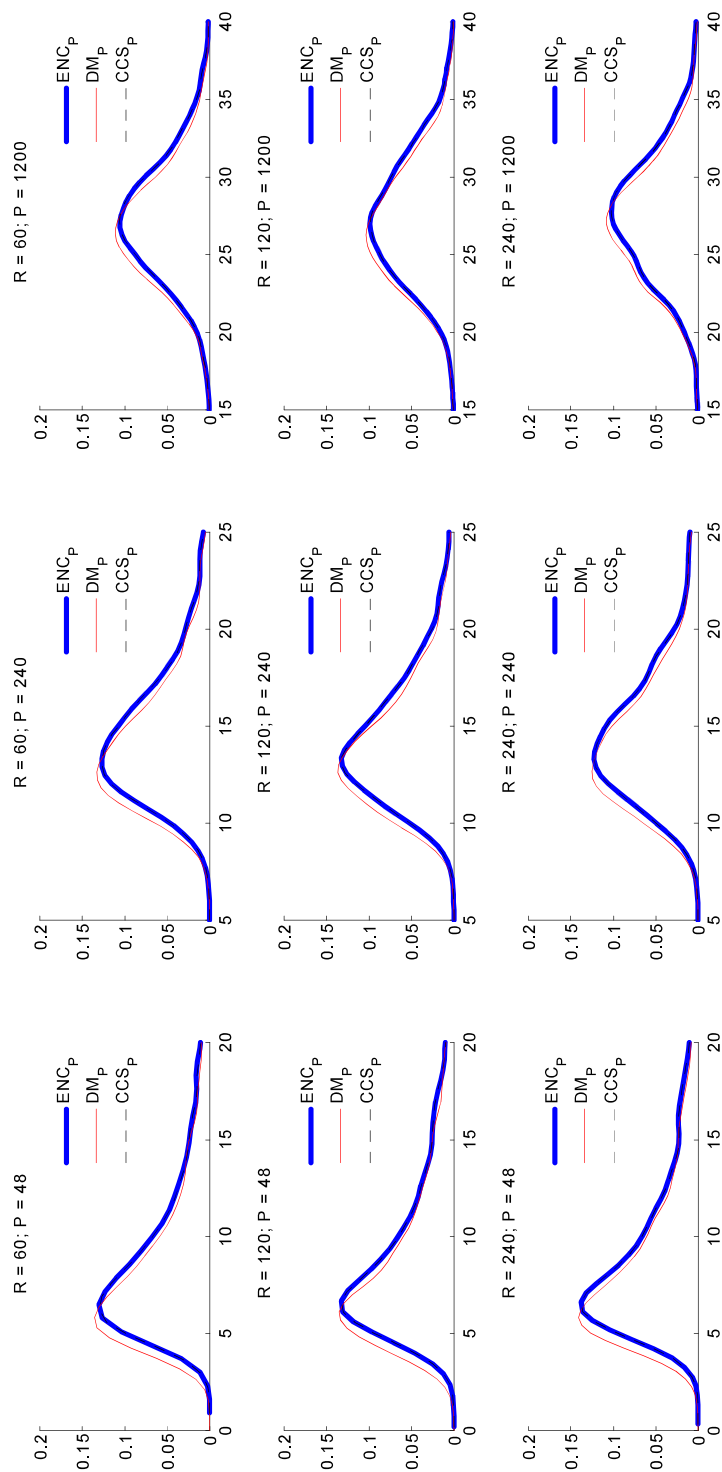 R = 60; P = 48
0.2
0.15
0.1
0.05
0
ENC_P
DM_P
CCS_P
0 5 10 15 20
R = 60; P = 240
0.2
0.15
0.1
0.05
0
ENC_P
DM_P
CCS_P
5 10 15 20 25
R = 60; P = 1200
0.2
0.15
0.1
0.05
0
ENC_P
DM_P
CCS_P
15 20 25 30 35 40
R = 120; P = 48
0.2
0.15
0.1
0.05
0
ENC_P
DM_P
CCS_P
0 5 10 15 20
R = 120; P = 240
0.2
0.15
0.1
0.05
0
ENC_P
DM_P
CCS_P
5 10 15 20 25
R = 120; P = 1200
0.2
0.15
0.1
0.05
0
ENC_P
DM_P
CCS_P
15 20 25 30 35 40
R = 240; P = 48
0.2
0.15
0.1
0.05
0
ENC_P
DM_P
CCS_P
0 5 10 15 20
R = 240; P = 240
0.2
0.15
0.1
0.05
0
ENC_P
DM_P
CCS_P
5 10 15 20 25
R = 240; P = 1200
0.2
0.15
0.1
0.05
0
ENC_P
DM_P
CCS_P
15 20 25 30 35 40